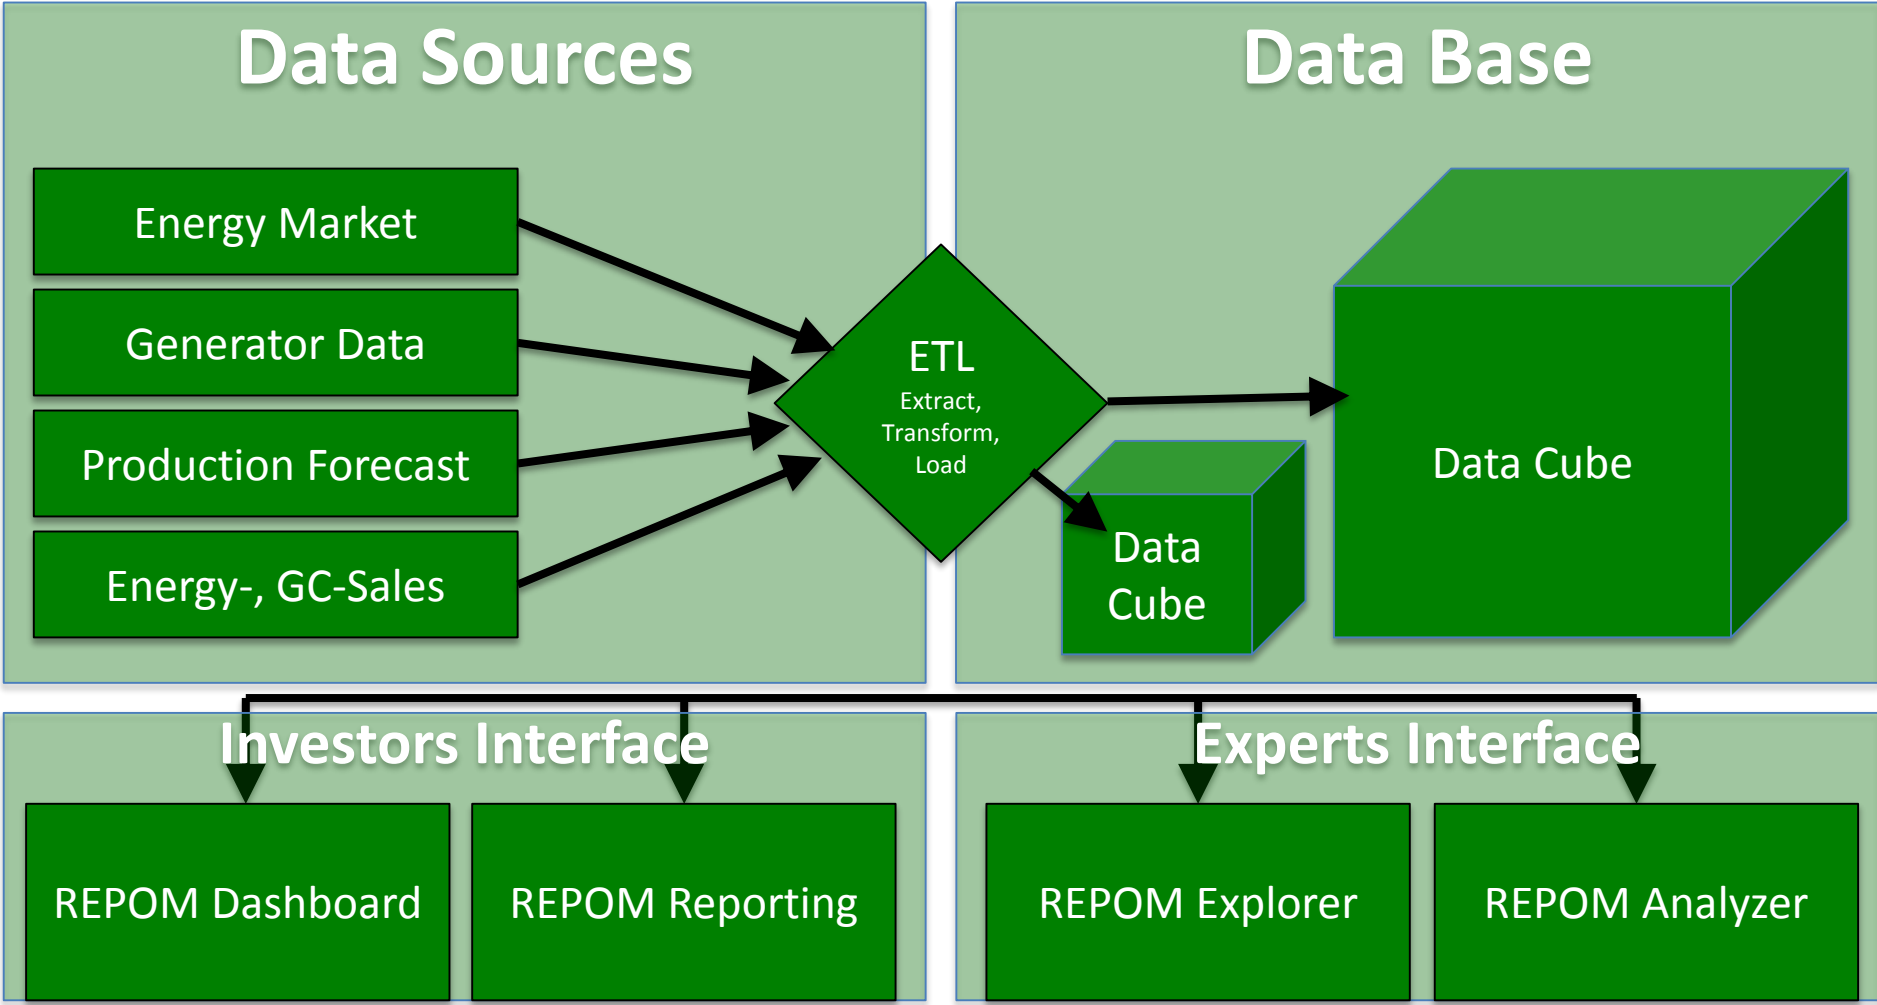 Data Sources
Data Base
Energy Market
Generator Data
Production Forecast
Energy-, GC-Sales
ETL
Extract,
Transform,
Load
Data
Cube
Data Cube
Investors Interface
Experts Interface
REPOM Dashboard
REPOM Reporting
REPOM Explorer
REPOM Analyzer